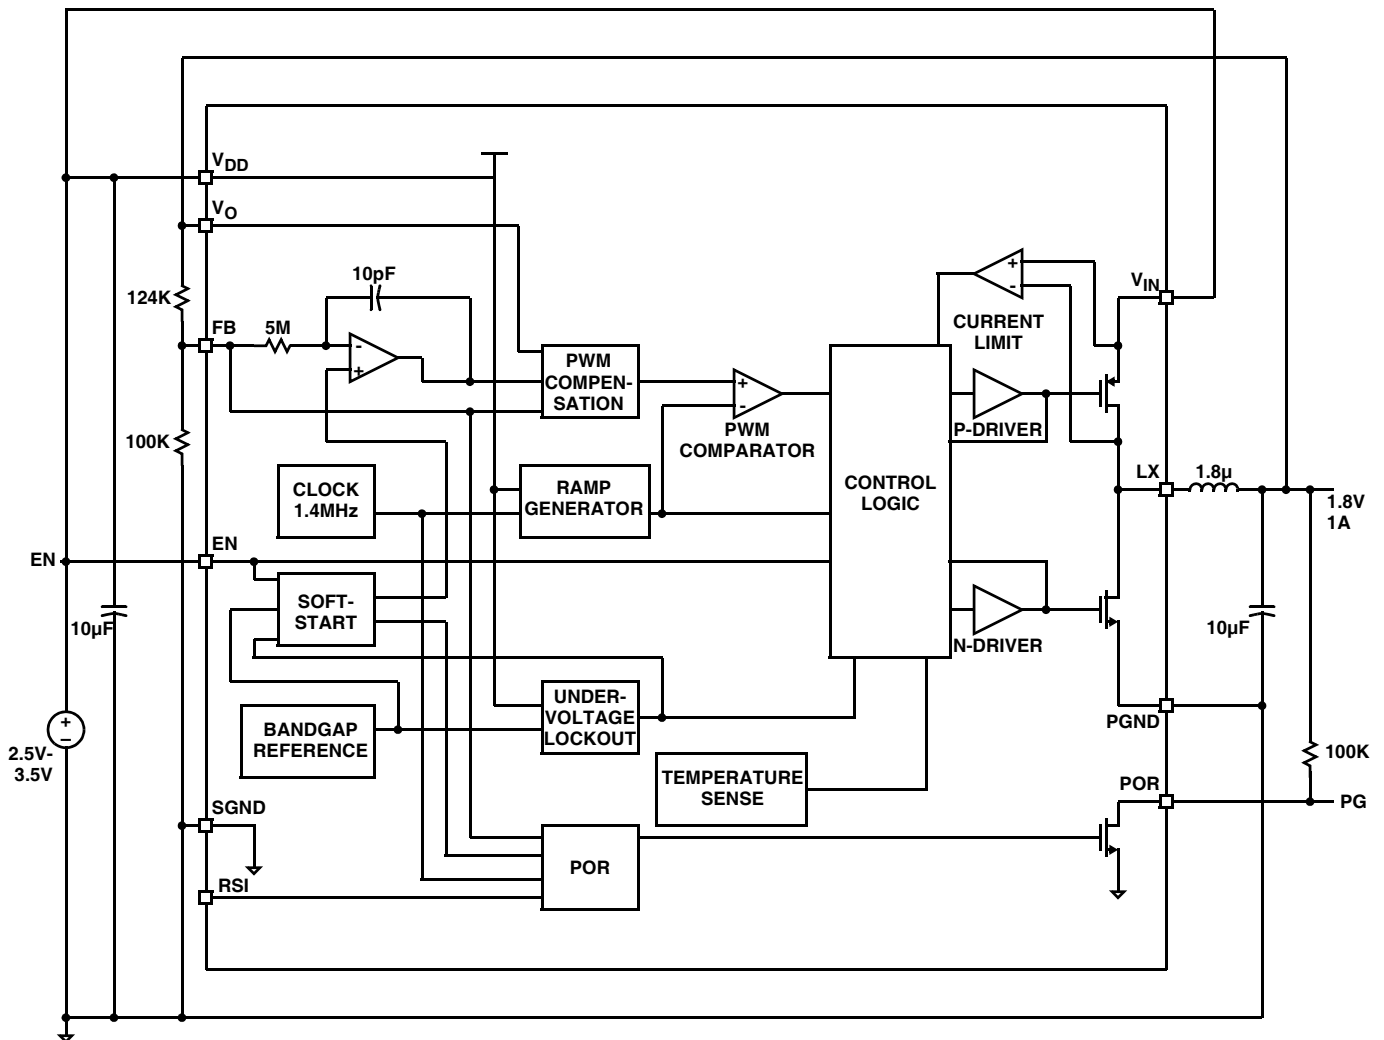 VDD
VO
10pF
124K
FB
5M
-
+
PWM
COMPEN-
SATION
+
-
PWM
COMPARATOR
+
-
CURRENT
LIMIT
VIN
P-DRIVER
100K
CLOCK
1.4MHz
RAMP
GENERATOR
CONTROL
LOGIC
LX
1.8µ
1.8V
1A
EN
EN
SOFT-
START
10µF
N-DRIVER
10µF
UNDER-
VOLTAGE
LOCKOUT
BANDGAP
REFERENCE
PGND
+
–
2.5V-
3.5V
100K
TEMPERATURE
SENSE
POR
PG
SGND
POR
RSI